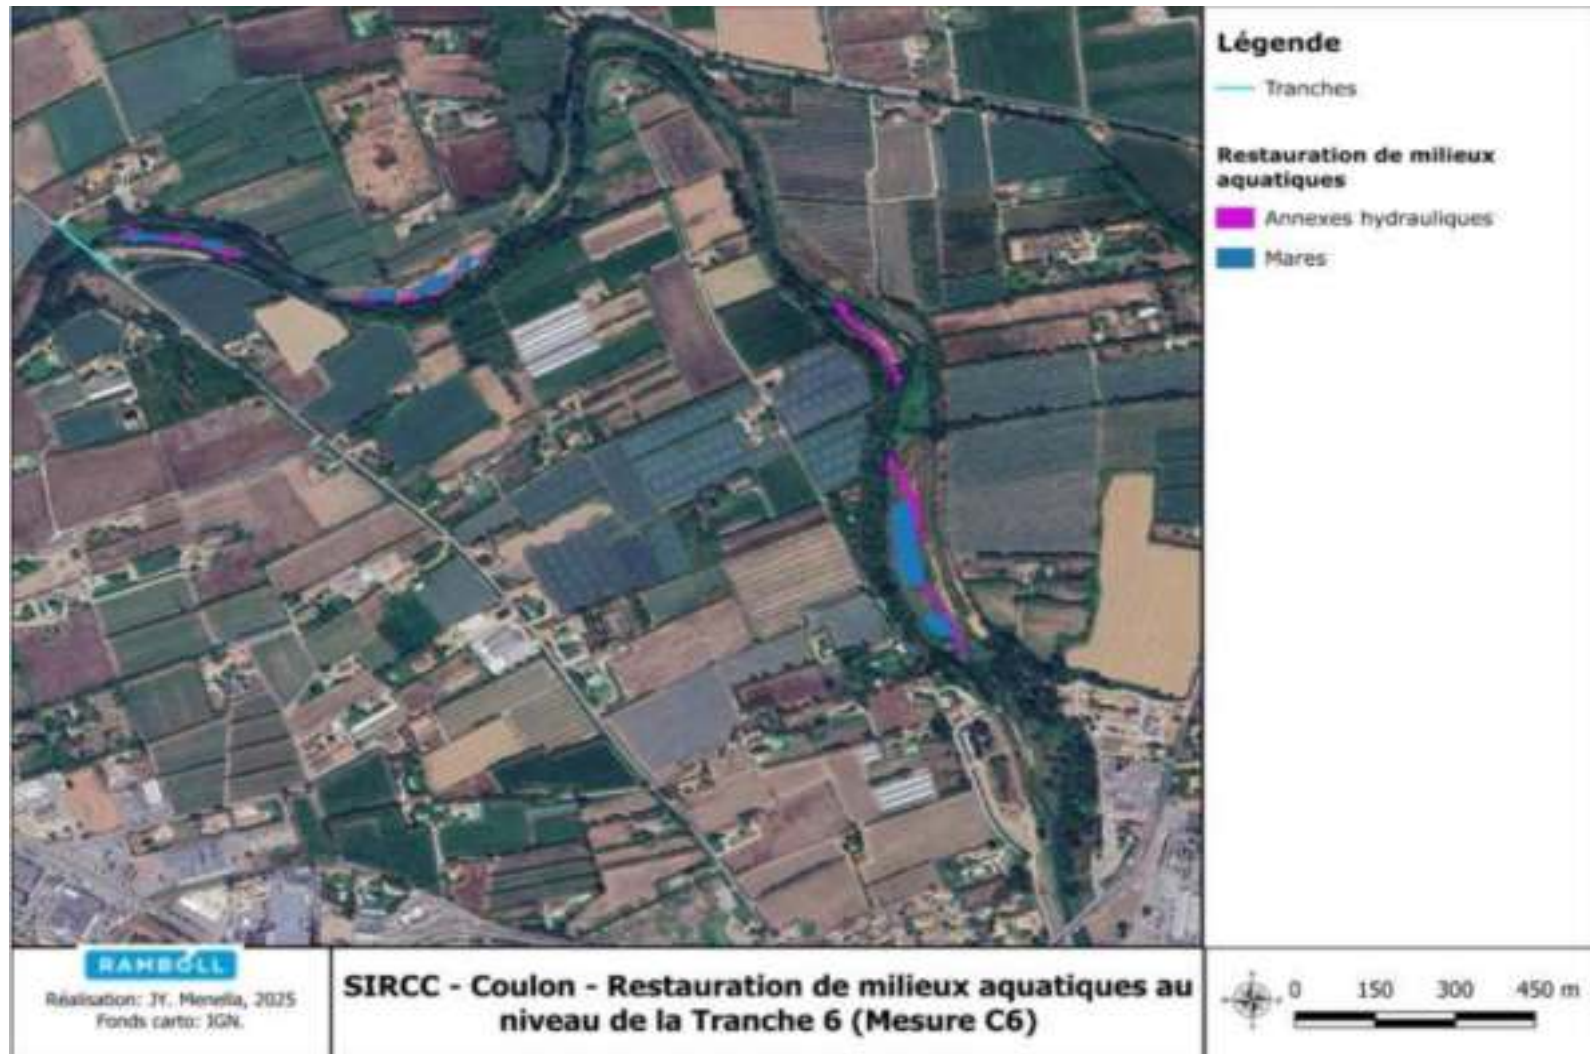 Légende
Tranches
Restauration de milieux
aquatiques
Annexes hydrauliques
Mares
RAMBOLL
Réalisation: JY. Menella, 2025
Fonds carto: IGN.
SIRCC - Coulon - Restauration de milieux aquatiques au
niveau de la Tranche 6 (Mesure C6)
0 150 300 450 m